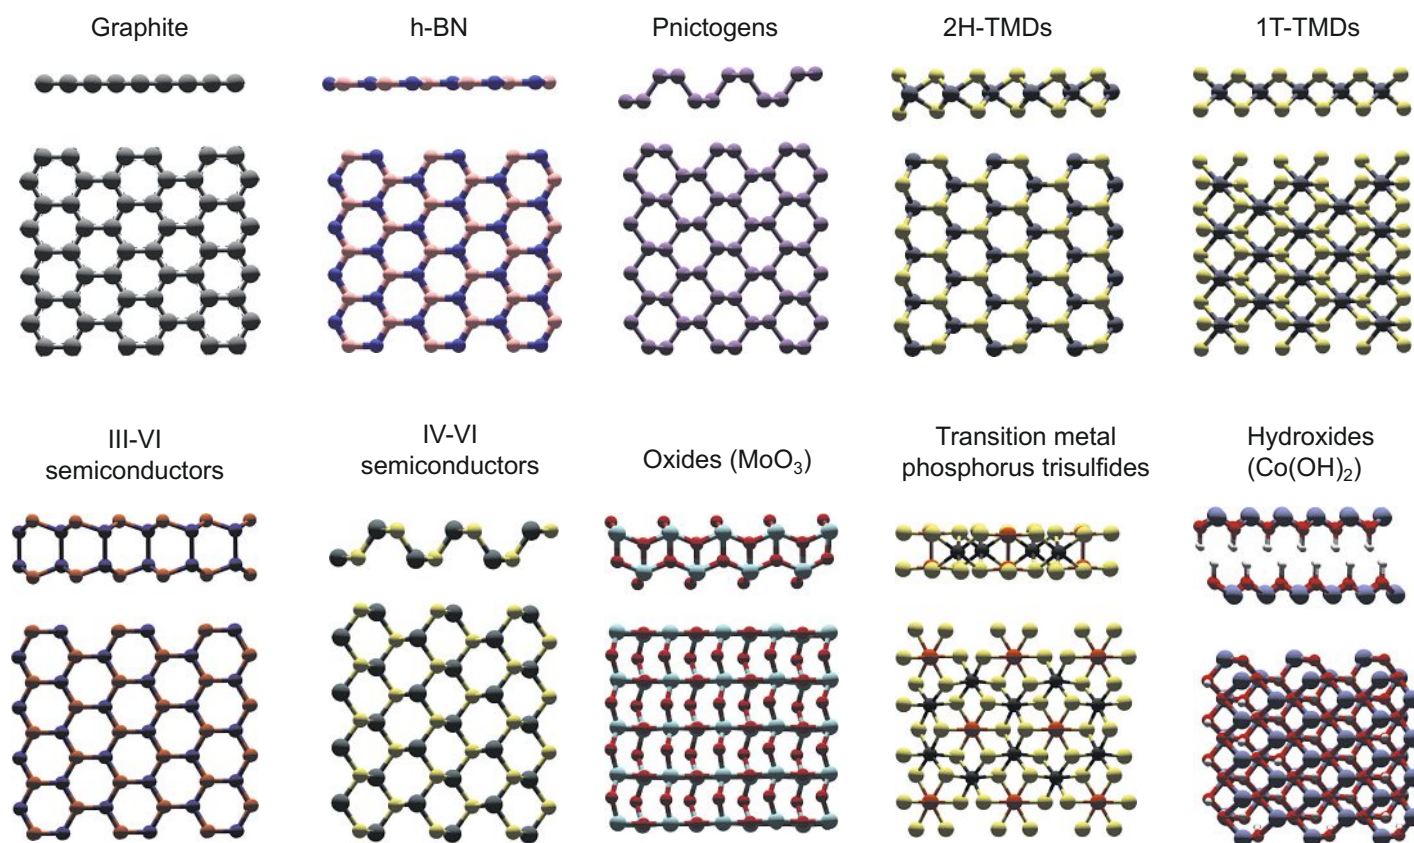 Graphite
h-BN
Pnictogens
2H-TMDs
1T-TMDs
III-VI
semiconductors
IV-VI
semiconductors
Oxides (MoO₃)
Transition metal
phosphorus trisulfides
Hydroxides
(Co(OH)₂)